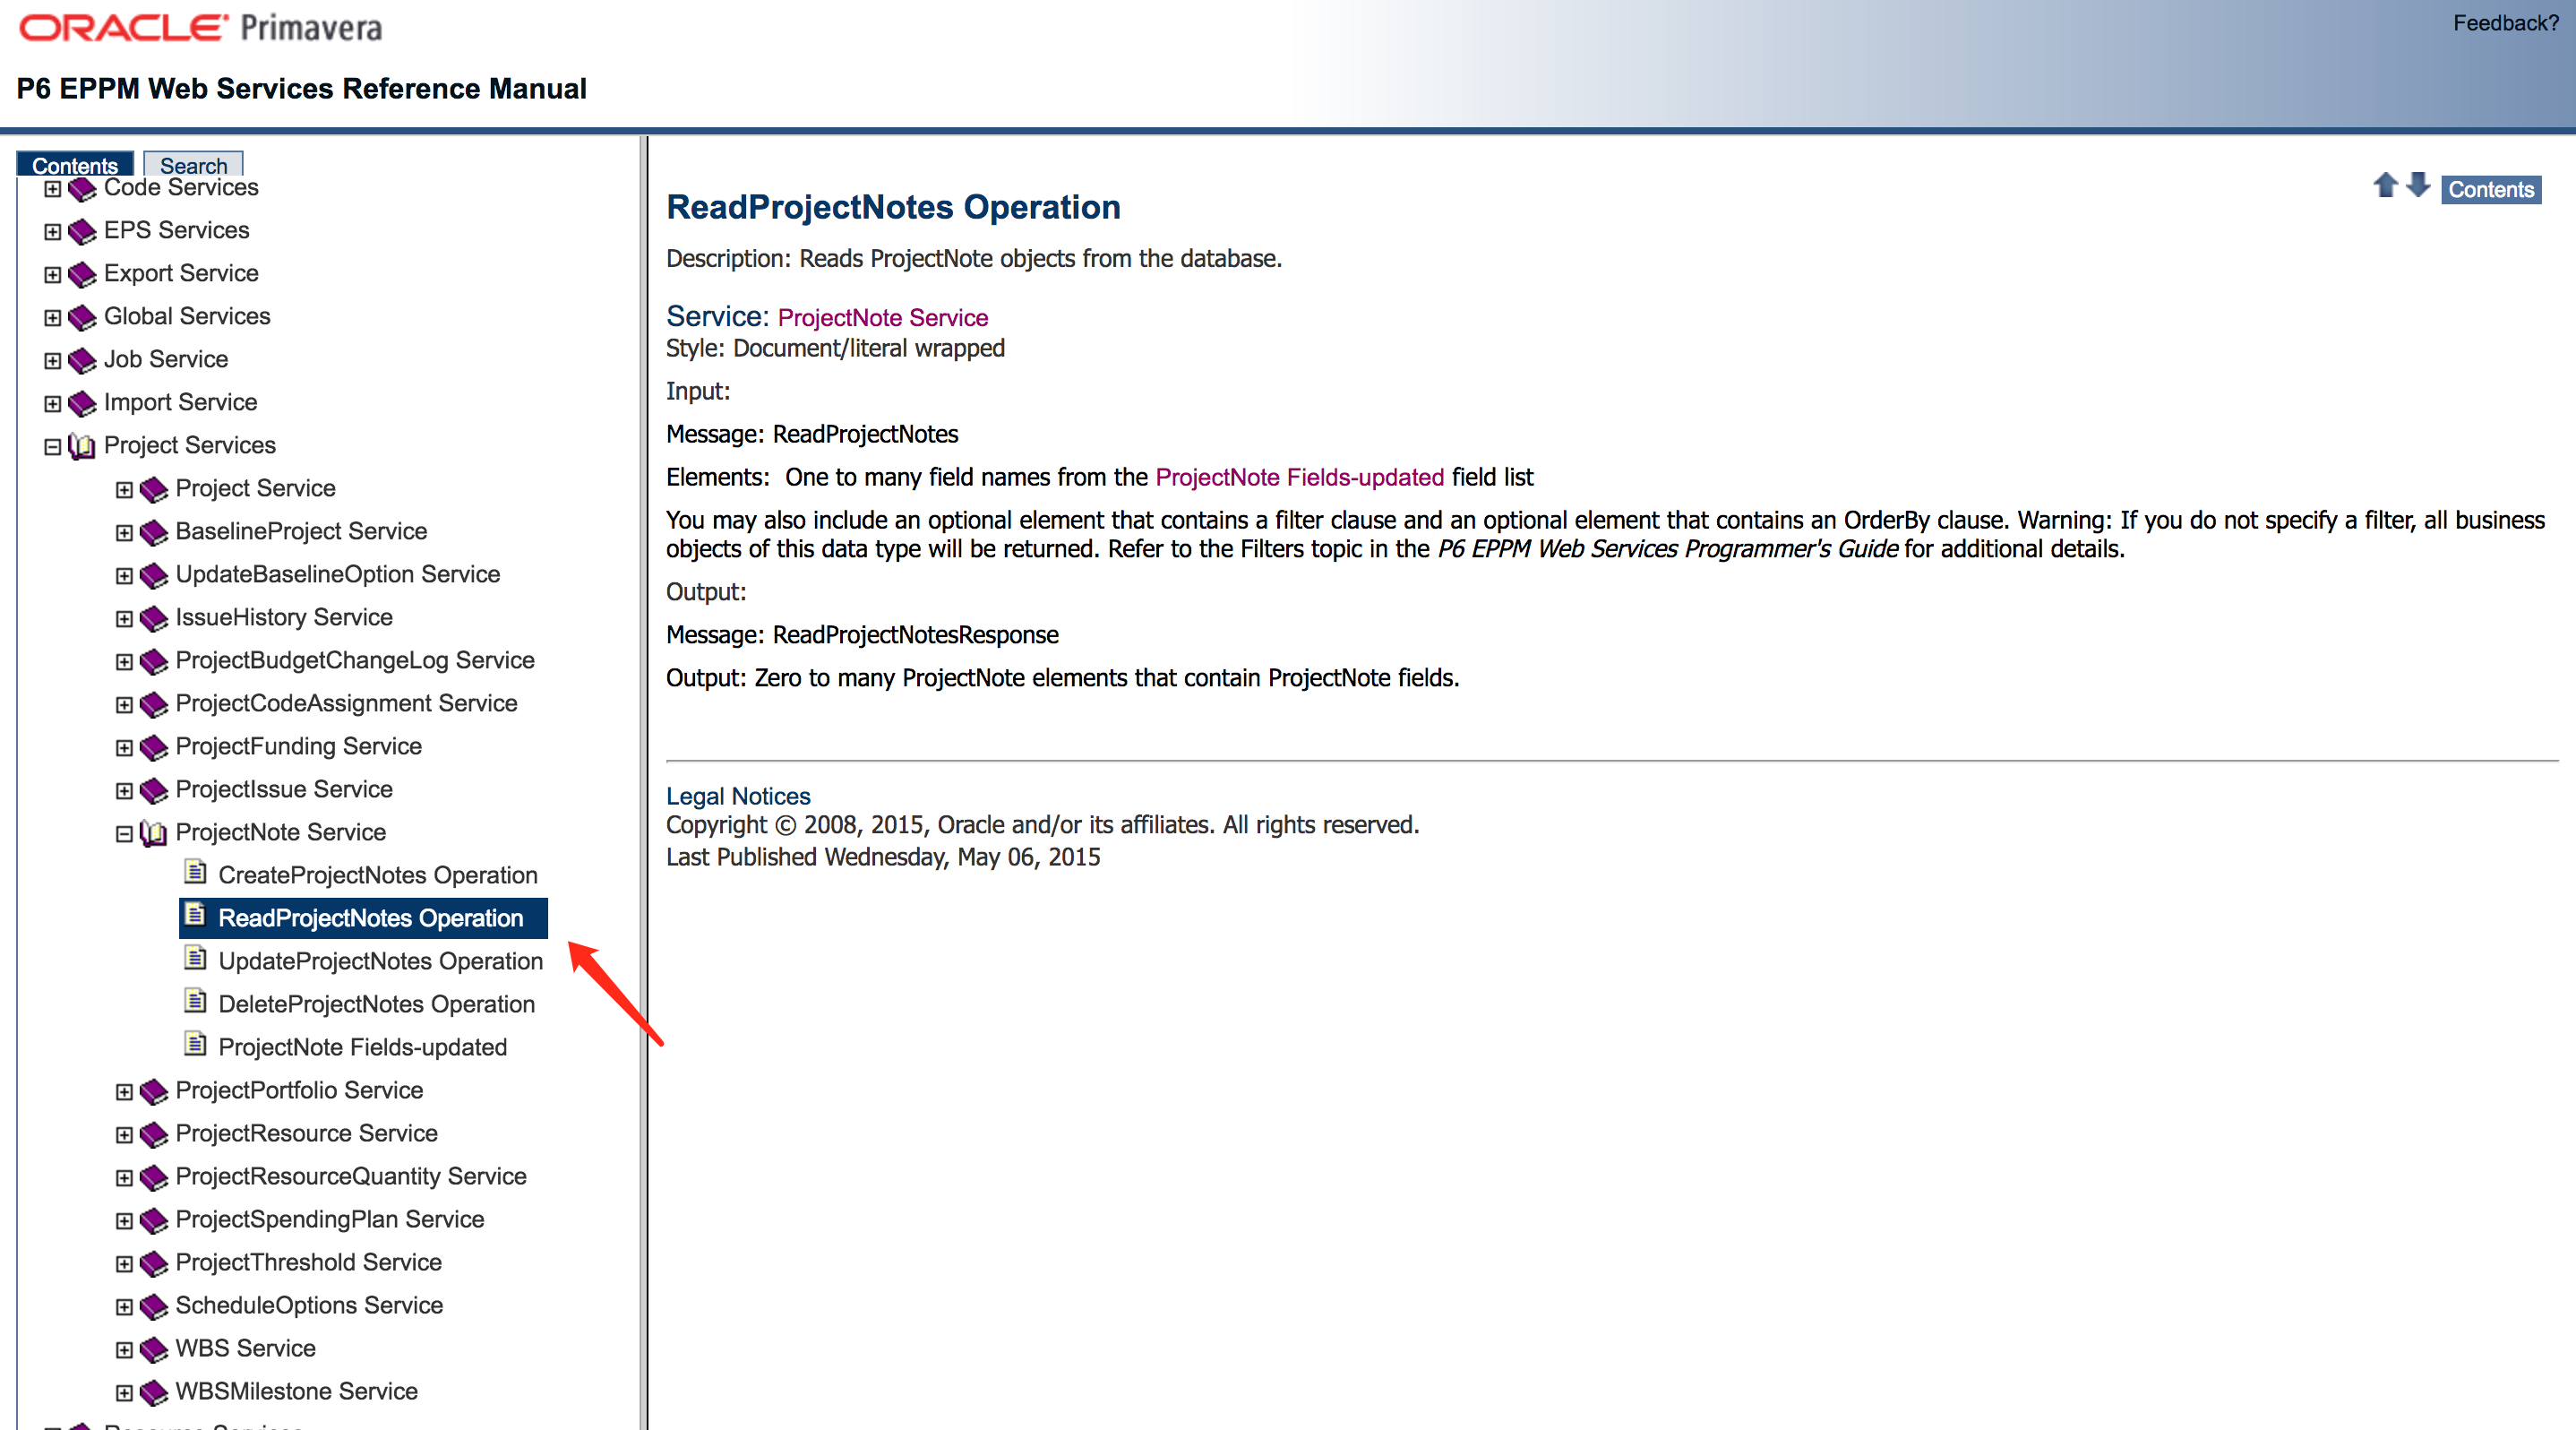 ORACLE Primavera
Feedback?
P6 EPPM Web Services Reference Manual
Contents
Search
Code Services
EPS Services
Export Service
Global Services
Job Service
Import Service
Project Services
Project Service
BaselineProject Service
UpdateBaselineOption Service
IssueHistory Service
ProjectBudgetChangeLog Service
ProjectCodeAssignment Service
ProjectFunding Service
ProjectIssue Service
ProjectNote Service
CreateProjectNotes Operation
ReadProjectNotes Operation
UpdateProjectNotes Operation
DeleteProjectNotes Operation
ProjectNote Fields-updated
ProjectPortfolio Service
ProjectResource Service
ProjectResourceQuantity Service
ProjectSpendingPlan Service
ProjectThreshold Service
ScheduleOptions Service
WBS Service
WBSMilestone Service
Contents
ReadProjectNotes Operation
Description: Reads ProjectNote objects from the database.
Service: ProjectNote Service
Style: Document/literal wrapped
Input:
Message: ReadProjectNotes
Elements: One to many field names from the ProjectNote Fields-updated field list
You may also include an optional element that contains a filter clause and an optional element that contains an OrderBy clause. Warning: If you do not specify a filter, all business
objects of this data type will be returned. Refer to the Filters topic in the P6 EPPM Web Services Programmer's Guide for additional details.
Output:
Message: ReadProjectNotesResponse
Output: Zero to many ProjectNote elements that contain ProjectNote fields.
Legal Notices
Copyright © 2008, 2015, Oracle and/or its affiliates. All rights reserved.
Last Published Wednesday, May 06, 2015